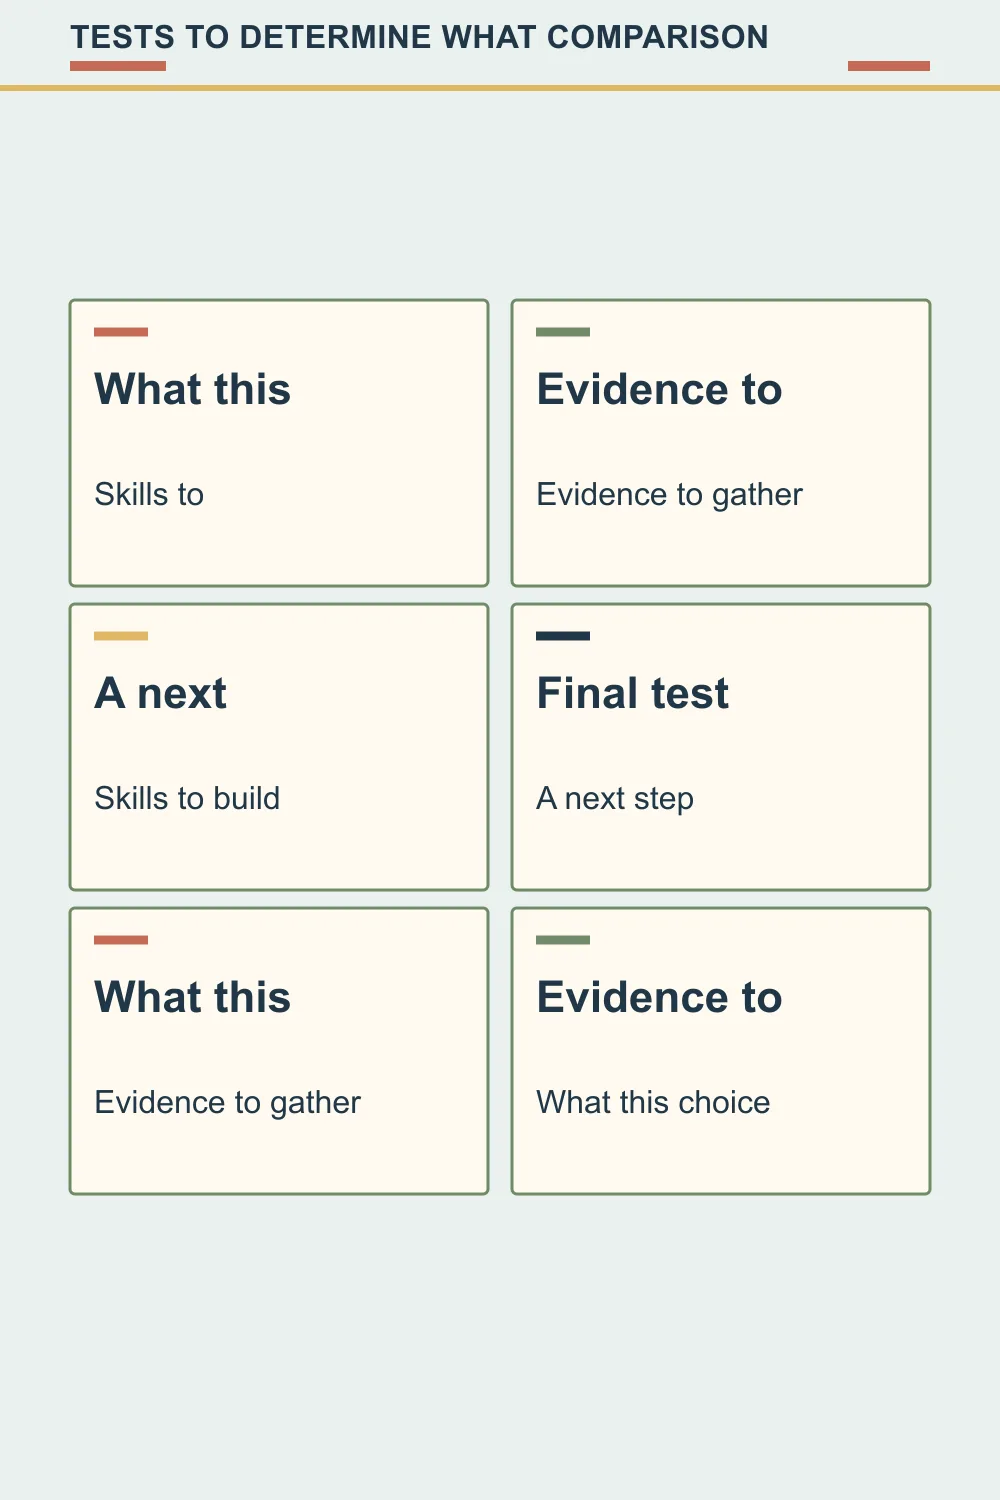 TESTS TO DETERMINE WHAT COMPARISON
What this
Skills to
Evidence to
Evidence to gather
A next
Skills to build
Final test
A next step
What this
Evidence to gather
Evidence to
What this choice